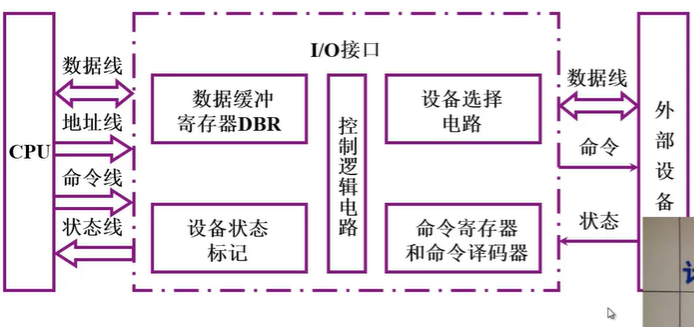 I/O接口
CPU
数据线
地址线
命令线
状态线
数据缓冲
寄存器DBR
设备状态
标记
控制逻辑电路
设备选择
电路
命令寄存器
和命令译码器
数据线
命令
状态
外部设备